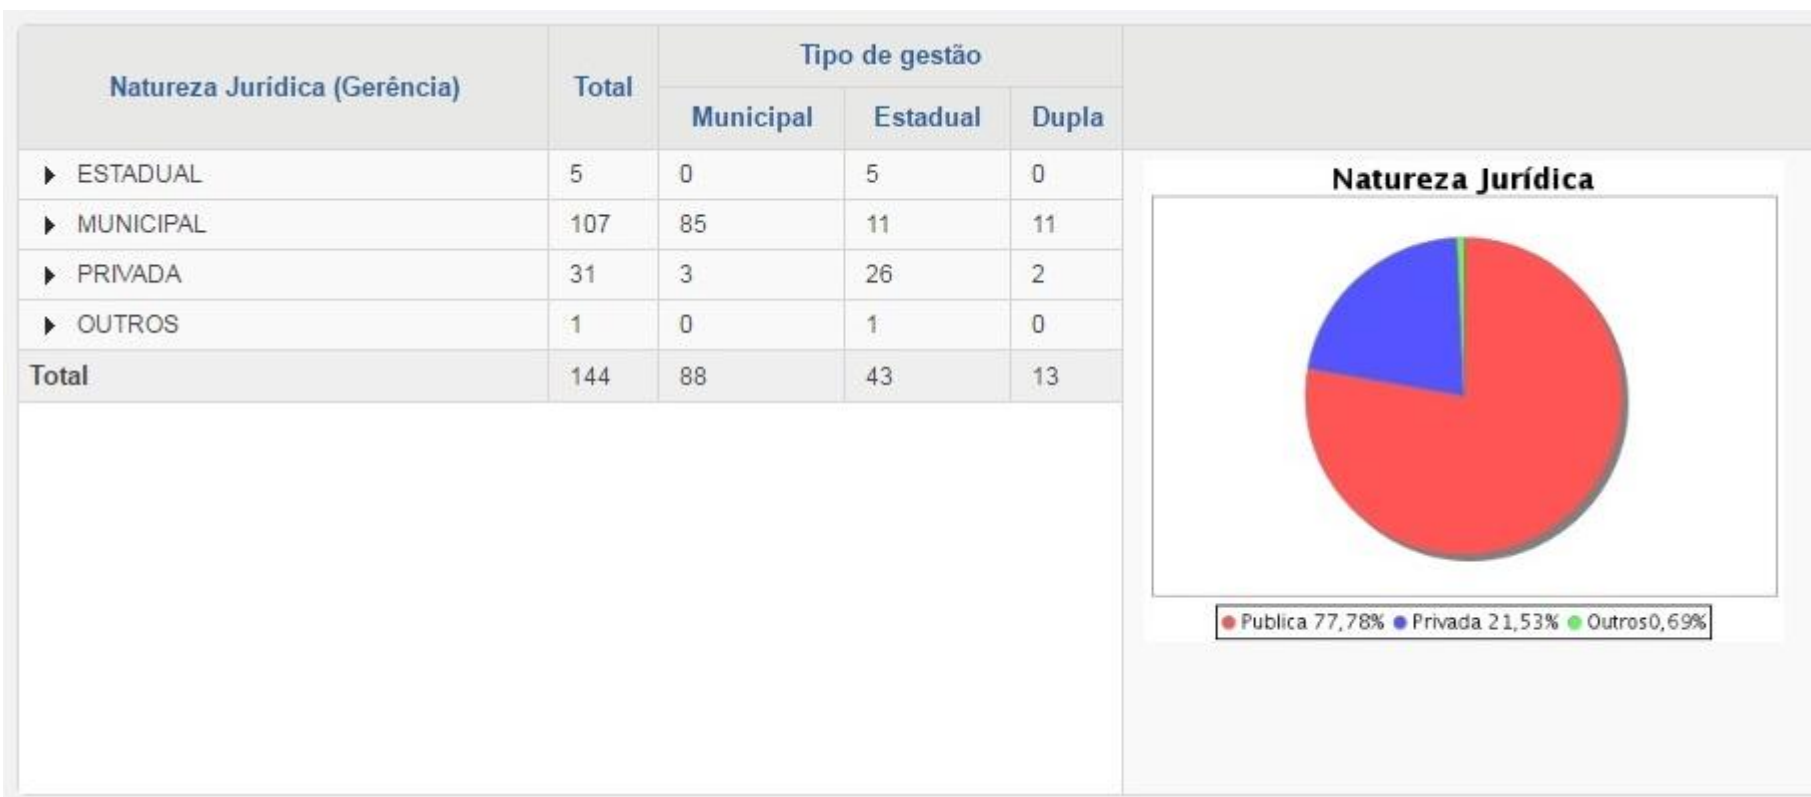 Natureza Jurídica (Gerência) Total Tipo de gestão
Municipal Estadual Dupla
ESTADUAL 5 0 5 0
MUNICIPAL 107 85 11 11
PRIVADA 31 3 26 2
OUTROS 1 0 1 0
Total 144 88 43 13
Natureza Jurídica
Publica 77,78% Privada 21,53% Outros0,69%